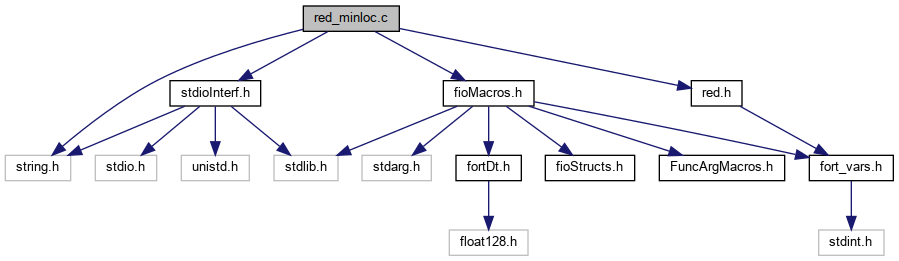 red_minloc.c
stdioInterf.h
fioMacros.h
red.h
string.h
stdio.h
unistd.h
stdlib.h
stdarg.h
fortDt.h
fioStructs.h
FuncArgMacros.h
fort_vars.h
float128.h
stdint.h